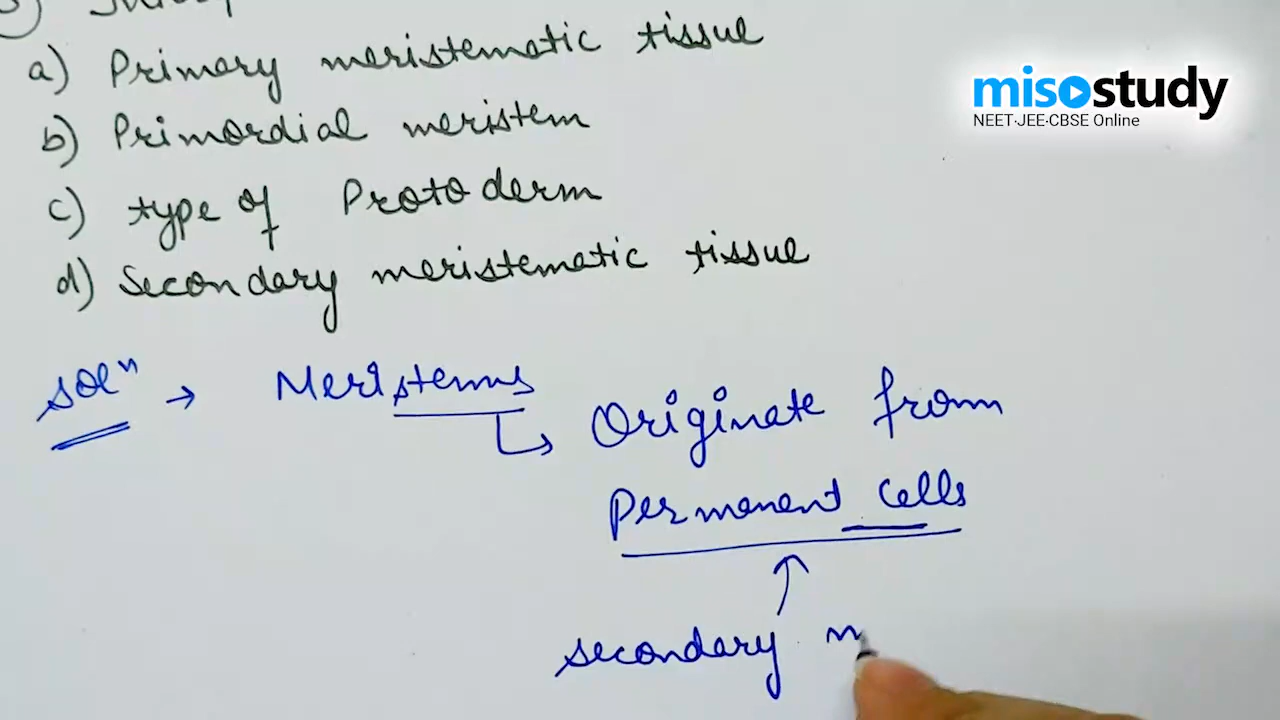 a) Primary meristematic tissue
b) Primordial meristem
c) type of Protoderm
d) Secondary meristematic tissue
misostudy
NEET·JEE·CBSE Online
Solⁿ → Meristems
↳ Originate from
Permanent cells
↑
secondary m